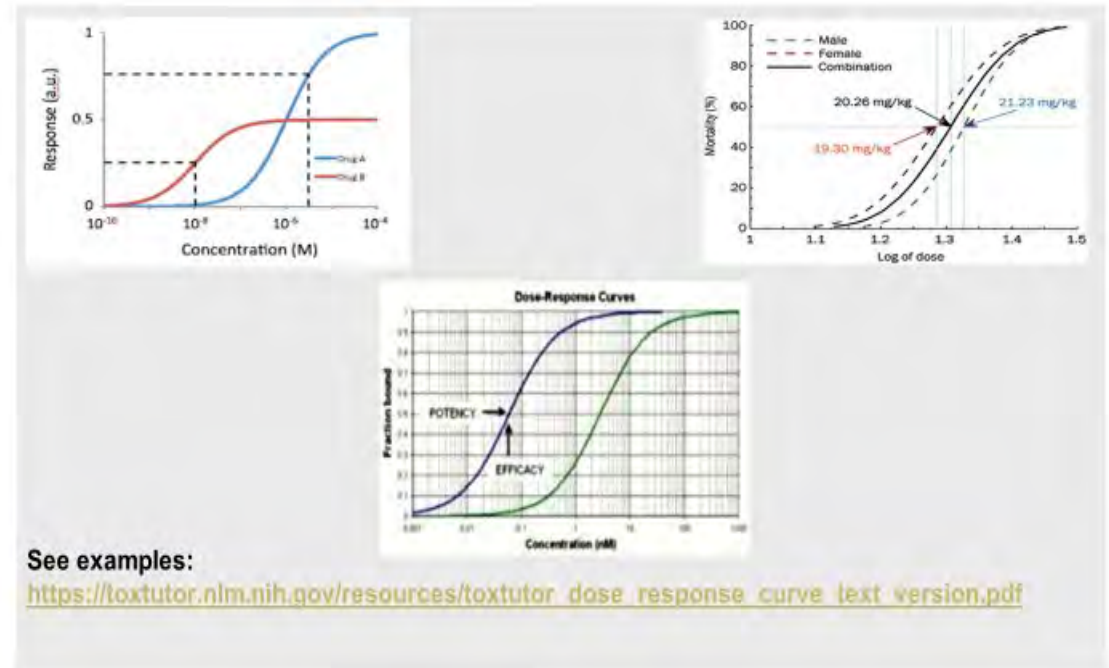 1
0.5
0
Response (a.u.)
Drug A
Drug B
10-10
10-8
10-6
10-4
Concentration (M)
100
80
60
40
20
0
Mortality (%)
Male
Female
Combination
20.26 mg/kg
21.23 mg/kg
19.30 mg/kg
1 1.1 1.2 1.3 1.4 1.5
Log of dose
Dose-Response Curves
Fraction bound
POTENCY
EFFICACY
Concentration (nM)
See examples:
https://toxtutor.nlm.nih.gov/resources/toxtutor_dose_response_curve_text_version.pdf